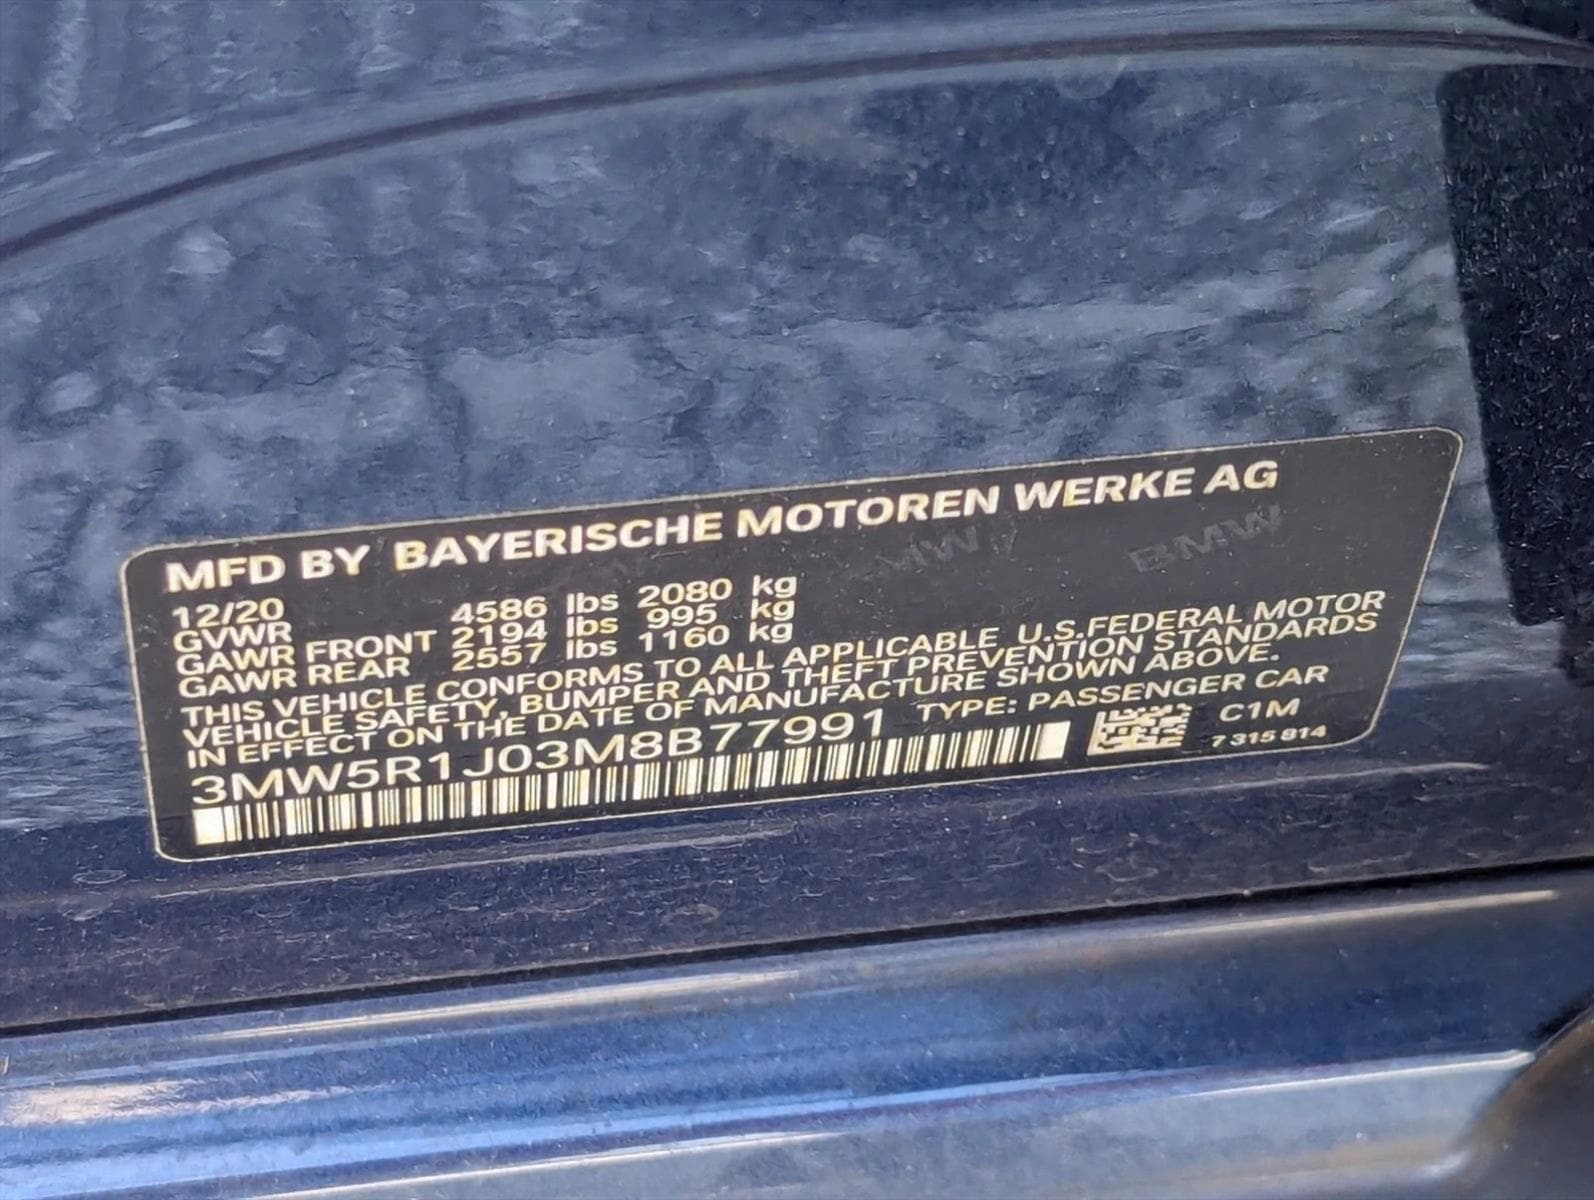 MFD BY BAYERISCHE MOTOREN WERKE AG
12/20
GVWR 4586 lbs 2080 kg
GAWR FRONT 2194 lbs 995 kg
GAWR REAR 2557 lbs 1160 kg
THIS VEHICLE CONFORMS TO ALL APPLICABLE U.S.FEDERAL MOTOR
VEHICLE SAFETY, BUMPER AND THEFT PREVENTION STANDARDS
IN EFFECT ON THE DATE OF MANUFACTURE SHOWN ABOVE.
3MW5R1J03M8B77991 TYPE: PASSENGER CAR
C1M
7 315 814
BMW
BMW